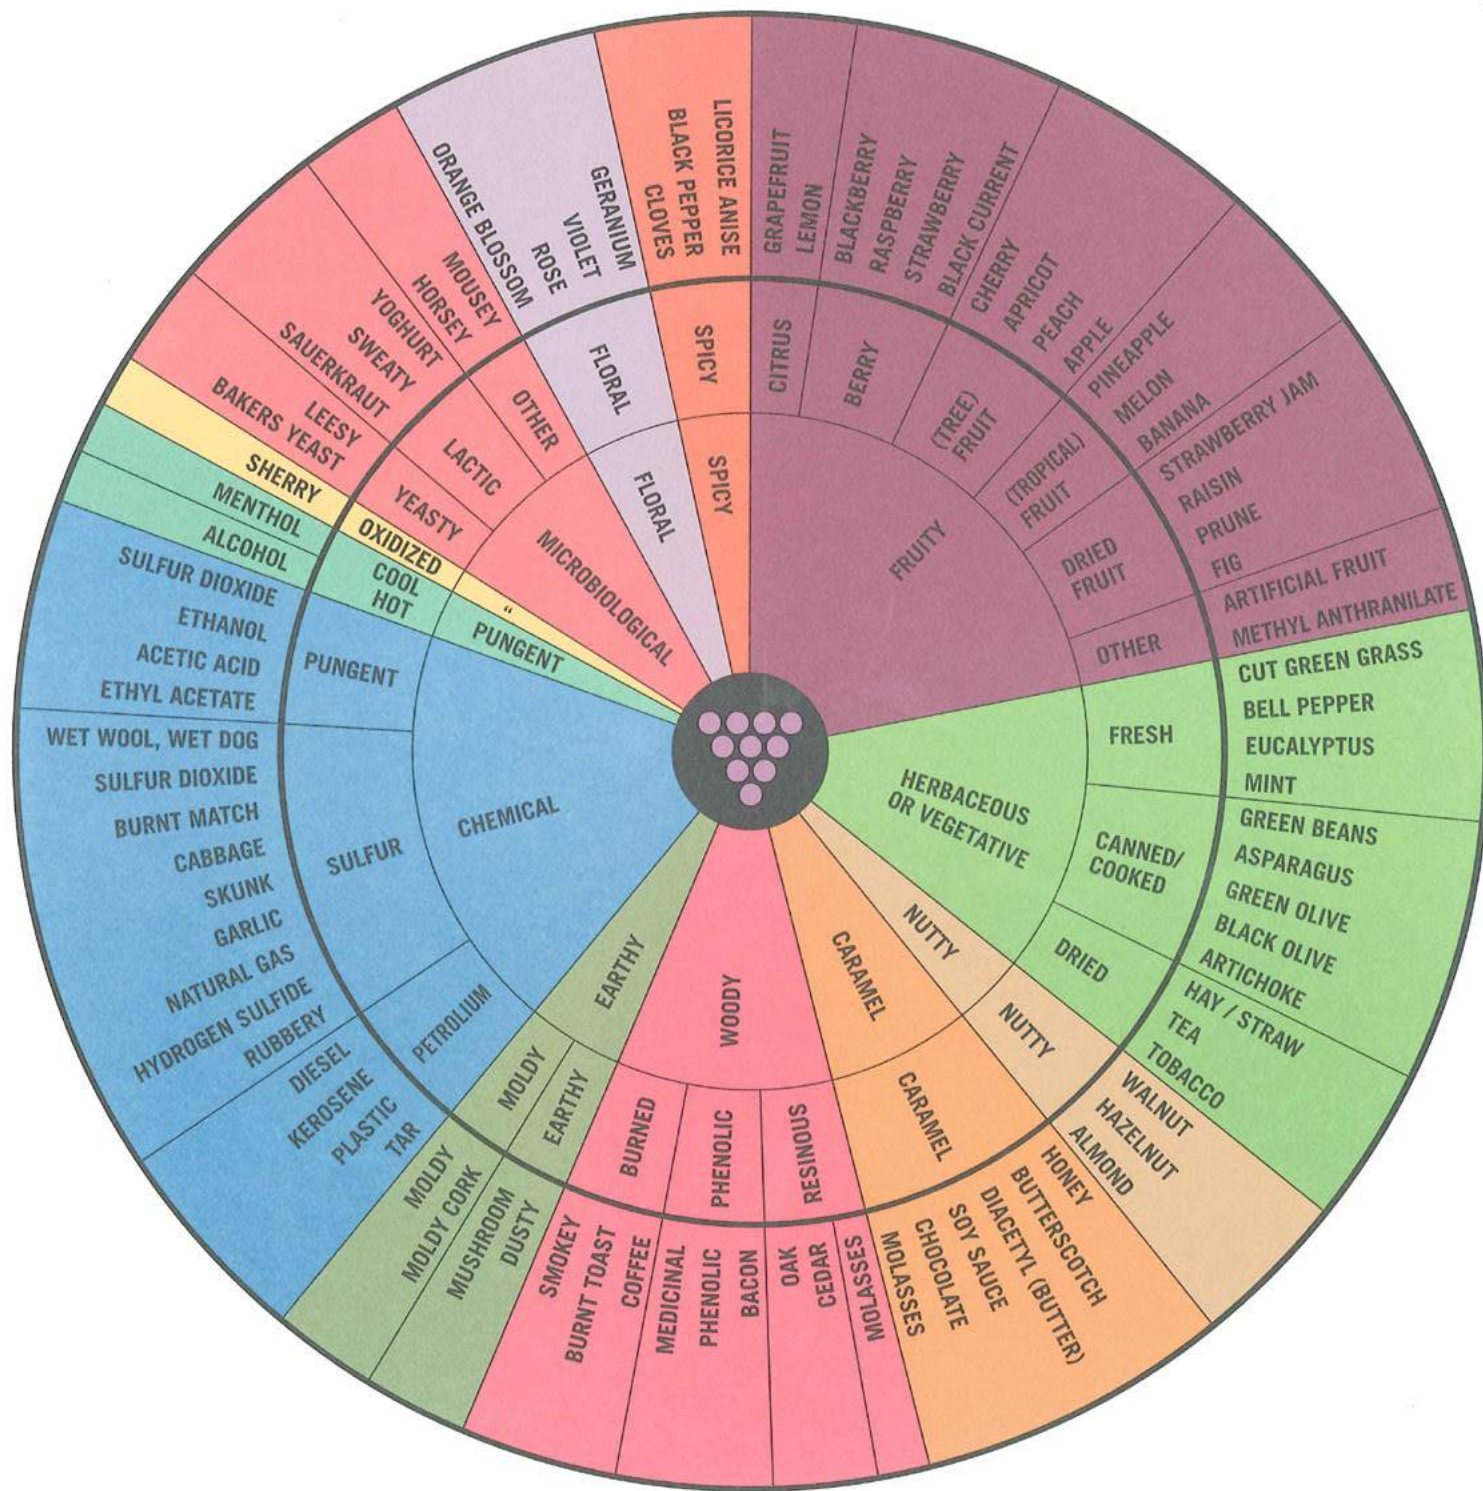 FRUITY
CITRUS
GRAPEFRUIT
LEMON
BERRY
BLACKBERRY
RASPBERRY
STRAWBERRY
BLACK CURRENT
(TREE)
FRUIT
CHERRY
APRICOT
PEACH
APPLE
(TROPICAL)
FRUIT
PINEAPPLE
MELON
BANANA
DRIED
FRUIT
STRAWBERRY JAM
RAISIN
PRUNE
FIG
OTHER
ARTIFICIAL FRUIT
METHYL ANTHRANILATE
HERBACEOUS
OR VEGETATIVE
FRESH
CUT GREEN GRASS
BELL PEPPER
EUCALYPTUS
MINT
CANNED/
COOKED
GREEN BEANS
ASPARAGUS
GREEN OLIVE
BLACK OLIVE
ARTICHOKE
DRIED
HAY / STRAW
TEA
TOBACCO
NUTTY
NUTTY
WALNUT
HAZELNUT
ALMOND
CARAMEL
CARAMEL
HONEY
BUTTERSCOTCH
DIACETYL (BUTTER)
SOY SAUCE
CHOCOLATE
MOLASSES
WOODY
RESINOUS
MOLASSES
CEDAR
OAK
PHENOLIC
BACON
PHENOLIC
MEDICINAL
BURNED
COFFEE
BURNT TOAST
SMOKEY
EARTHY
EARTHY
DUSTY
MUSHROOM
MOLDY
MOLDY CORK
MOLDY
CHEMICAL
PETROLIUM
TAR
PLASTIC
KEROSENE
DIESEL
SULFUR
RUBBERY
HYDROGEN SULFIDE
NATURAL GAS
GARLIC
SKUNK
CABBAGE
BURNT MATCH
SULFUR DIOXIDE
WET WOOL, WET DOG
PUNGENT
ETHYL ACETATE
ACETIC ACID
ETHANOL
SULFUR DIOXIDE
PUNGENT
HOT
COOL
ALCOHOL
MENTHOL
“
OXIDIZED
SHERRY
MICROBIOLOGICAL
YEASTY
BAKERS YEAST
LEESY
LACTIC
SAUERKRAUT
SWEATY
YOGHURT
OTHER
HORSEY
MOUSEY
FLORAL
FLORAL
ORANGE BLOSSOM
ROSE
VIOLET
GERANIUM
SPICY
SPICY
CLOVES
BLACK PEPPER
LICORICE ANISE